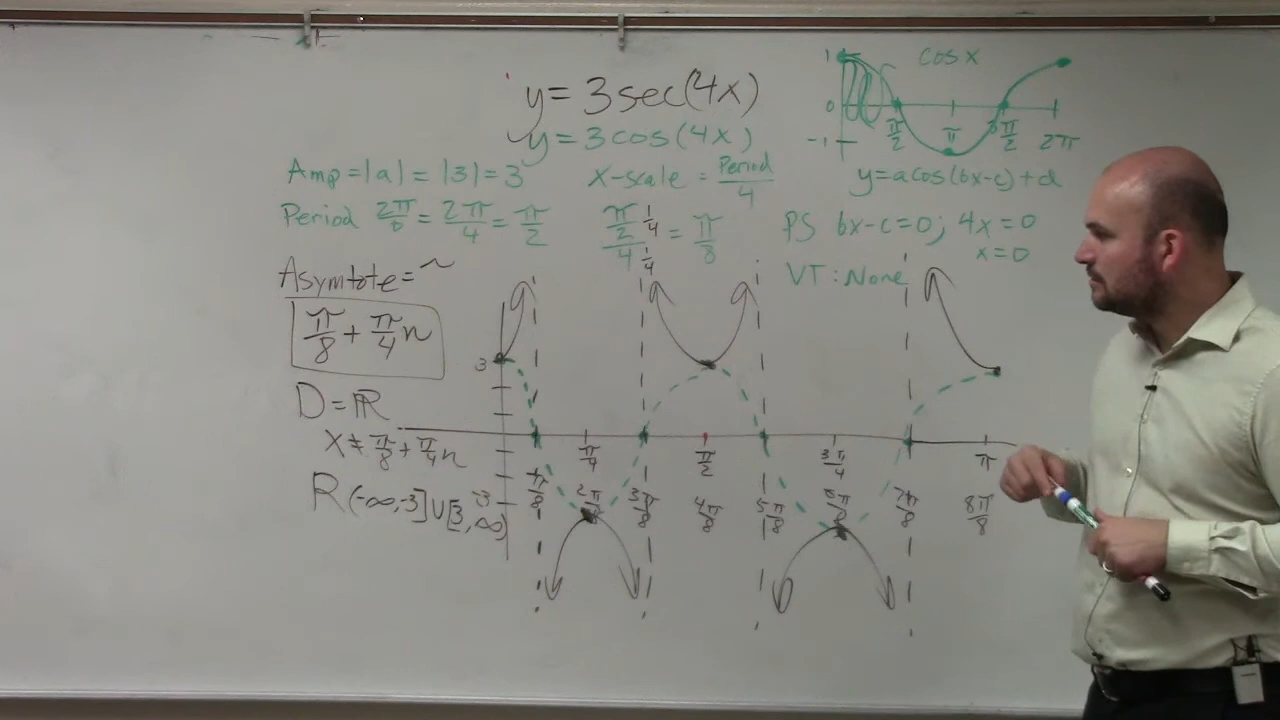 y = 3sec(4x)
y = 3cos(4x)
Amp = |a| = |3| = 3
Period 2π/b = 2π/4 = π/2
x-scale = Period/4
(π/2 · 1/4)/(4 · 1/4) = π/8
1
0
-1
cos x
π/2 π 3π/2 2π
y=acos(bx-c)+d
PS bx-c=0; 4x=0
x=0
VT: None
Asymtote = ~
π/8 + π/4 n
D = ℝ
x ≠ π/8 + π/4 n
R (-∞,-3]∪[3,∞)
3
-3
π/4 π/2 3π/4 π
π/8 2π/8 3π/8 4π/8 5π/8 6π/8 7π/8 8π/8